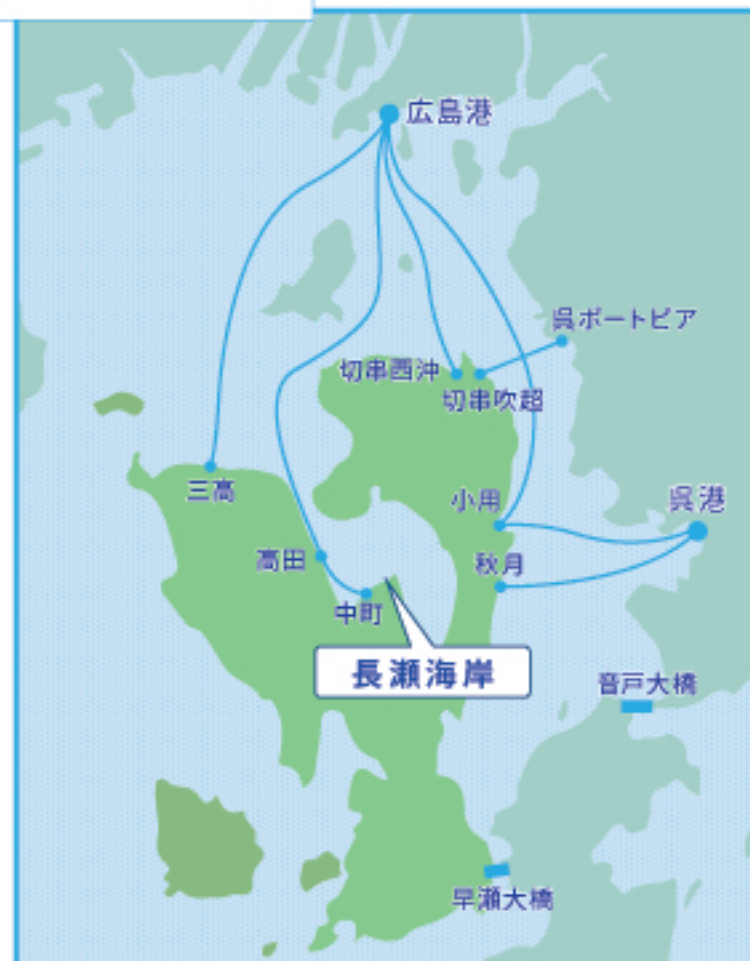 広島港
呉ポートピア
切串西沖
切串吹超
三高
小用
呉港
高田
秋月
中町
長瀬海岸
音戸大橋
早瀬大橋